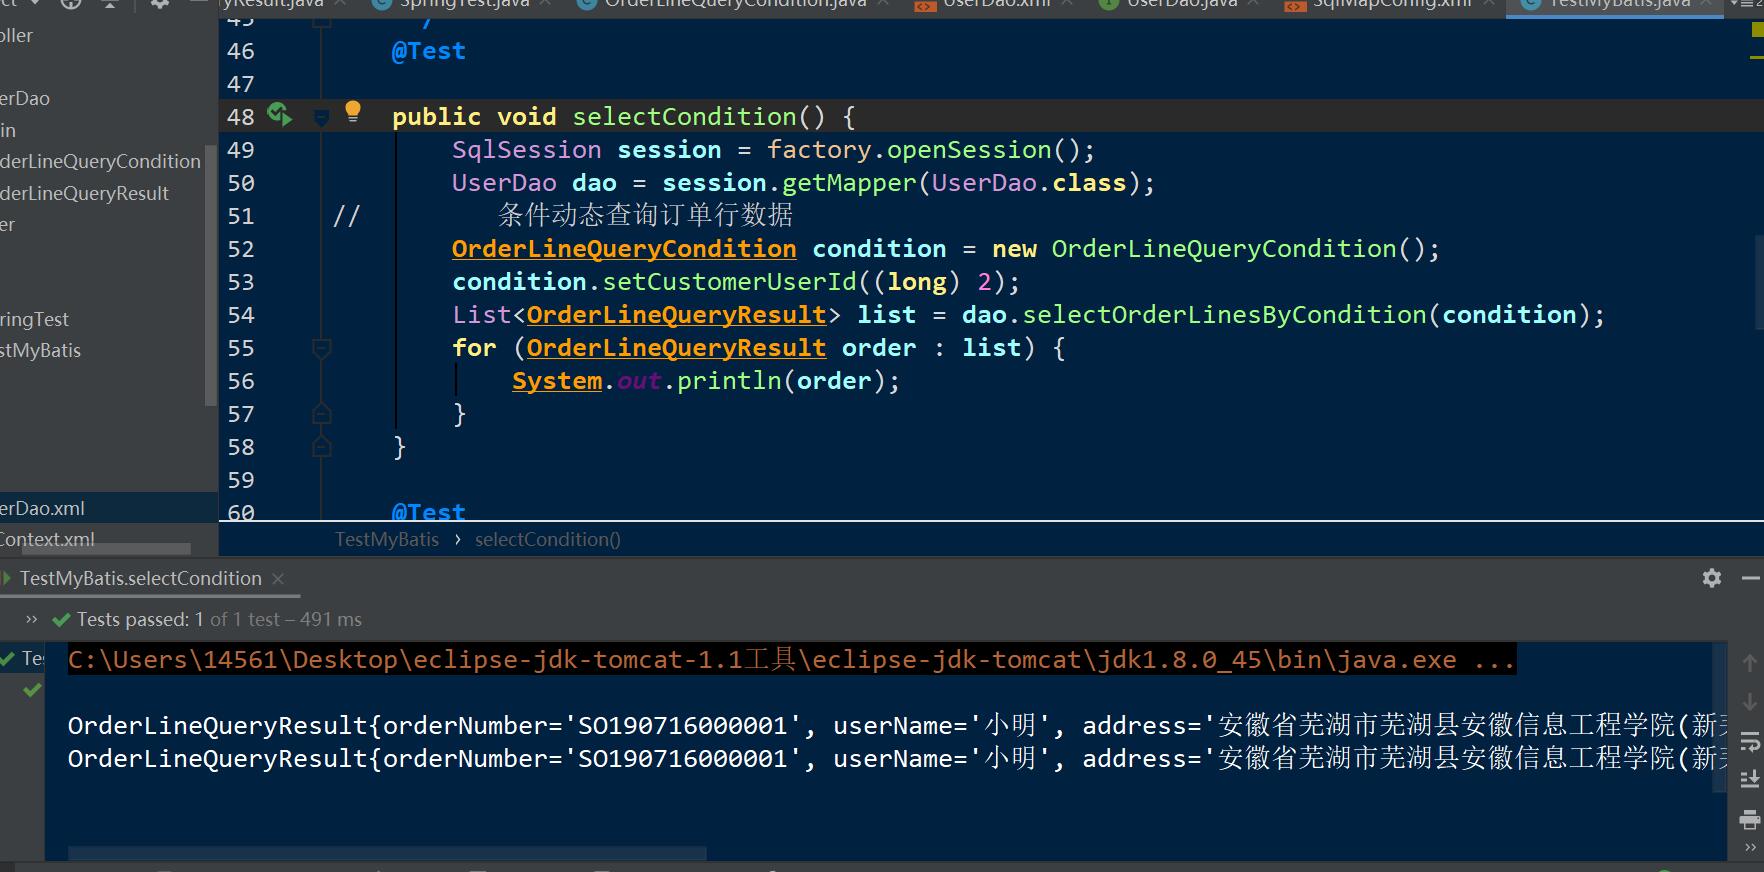 yResult.java SpringTest.java OrderLineQueryCondition.java UserDao.xml UserDao.java SqlMapConfig.xml TestMyBatis.java
oller
erDao
in
derLineQueryCondition
derLineQueryResult
er
ringTest
stMyBatis
erDao.xml
Context.xml
45 /
46 @Test
47
48 public void selectCondition() {
49 SqlSession session = factory.openSession();
50 UserDao dao = session.getMapper(UserDao.class);
51 // 条件动态查询订单行数据
52 OrderLineQueryCondition condition = new OrderLineQueryCondition();
53 condition.setCustomerUserId((long) 2);
54 List<OrderLineQueryResult> list = dao.selectOrderLinesByCondition(condition);
55 for (OrderLineQueryResult order : list) {
56 System.out.println(order);
57 }
58 }
59
60 @Test
TestMyBatis › selectCondition()
TestMyBatis.selectCondition
» Tests passed: 1 of 1 test – 491 ms
Tes
C:\Users\14561\Desktop\eclipse-jdk-tomcat-1.1工具\eclipse-jdk-tomcat\jdk1.8.0_45\bin\java.exe ...
OrderLineQueryResult{orderNumber='SO190716000001', userName='小明', address='安徽省芜湖市芜湖县安徽信息工程学院(新
OrderLineQueryResult{orderNumber='SO190716000001', userName='小明', address='安徽省芜湖市芜湖县安徽信息工程学院(新